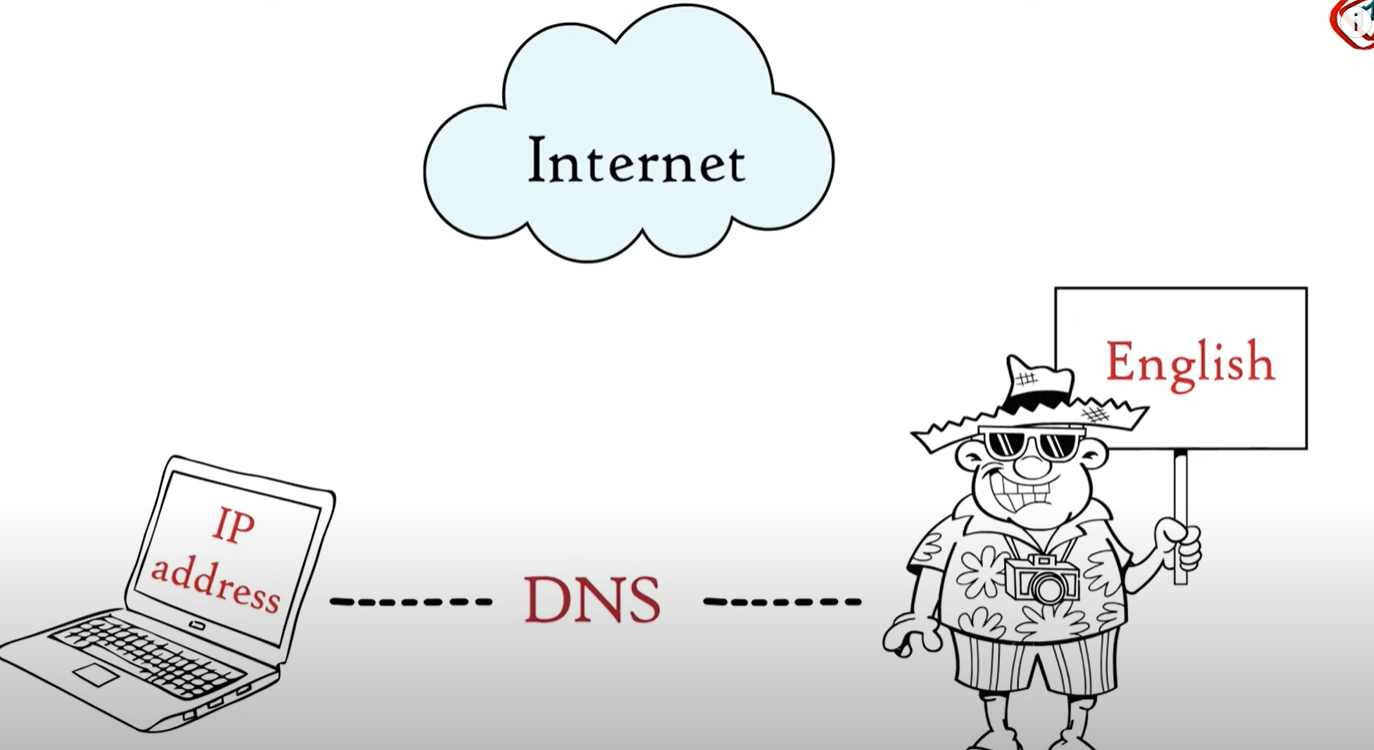 Internet
English
IP
address
DNS